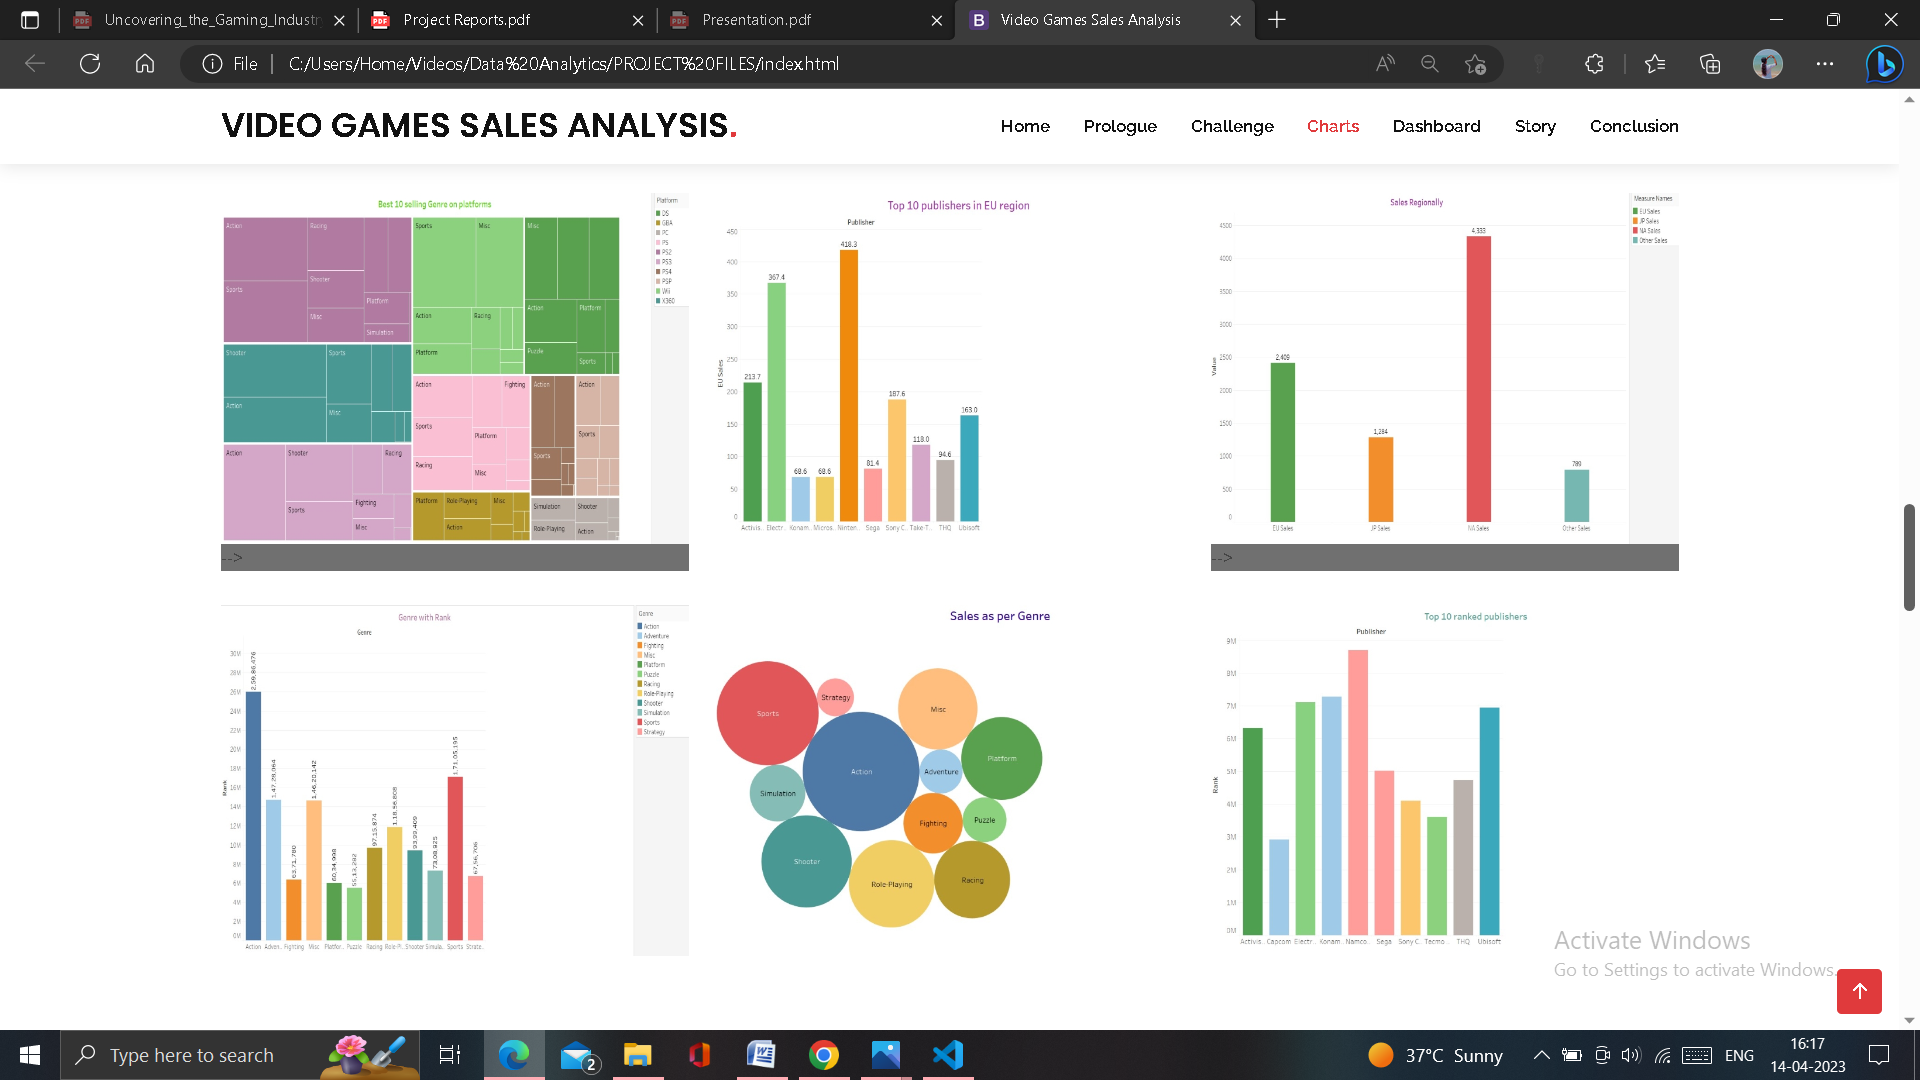 Uncovering_the_Gaming_Industr
Project Reports.pdf
Presentation.pdf
B Video Games Sales Analysis
File C:/Users/Home/Videos/Data%20Analytics/PROJECT%20FILES/index.html
VIDEO GAMES SALES ANALYSIS.
Home Prologue Challenge Charts Dashboard Story Conclusion
Best 10 selling Genre on platforms
Platform
DS
GBA
PC
PS
PS2
PS3
PS4
PSP
Wii
X360
Action Racing
Shooter
Sports
Misc
Platform
Simulation
Sports Misc
Action Racing
Platform
Misc
Action Platform
Puzzle
Sports
Shooter Sports
Action
Misc
Action Fighting
Sports
Platform
Racing
Misc
Action
Sports
Action
Sports
Action Shooter Racing
Sports
Fighting
Misc
Platform Role-Playing Misc
Action
Simulation Shooter
Role-Playing Action
-->
Top 10 publishers in EU region
Publisher
EU Sales
450
400
350
300
250
200
150
100
50
0
213.7
367.4
68.6
68.6
418.3
81.4
187.6
118.0
94.6
163.0
Activis.. Electr.. Konam.. Micros.. Ninten.. Sega Sony C.. Take-T.. THQ Ubisoft
Sales Regionally
Measure Names
EU Sales
JP Sales
NA Sales
Other Sales
Value
4500
4000
3500
3000
2500
2000
1500
1000
500
0
2,409
1,284
4,333
789
EU Sales JP Sales NA Sales Other Sales
-->
Genre with Rank
Genre
Rank
30M
28M
26M
24M
22M
20M
18M
16M
14M
12M
10M
8M
6M
4M
2M
0M
2,59,86,476
1,47,28,064
63,71,780
1,46,20,142
60,34,998
55,13,282
97,15,874
1,18,56,808
93,99,409
73,08,925
1,71,05,195
67,56,706
Action Adven.. Fighting Misc Platfor.. Puzzle Racing Role-Pl.. Shooter Simula.. Sports Strate..
Genre
Action
Adventure
Fighting
Misc
Platform
Puzzle
Racing
Role-Playing
Shooter
Simulation
Sports
Strategy
Sales as per Genre
Sports
Strategy
Misc
Action
Adventure
Platform
Simulation
Fighting
Puzzle
Shooter
Role-Playing
Racing
Top 10 ranked publishers
Publisher
Rank
9M
8M
7M
6M
5M
4M
3M
2M
1M
0M
Activis.. Capcom Electr.. Konam.. Namco.. Sega Sony C.. Tecmo .. THQ Ubisoft
Activate Windows
Go to Settings to activate Windows.
Type here to search
2
37°C Sunny
ENG
16:17
14-04-2023